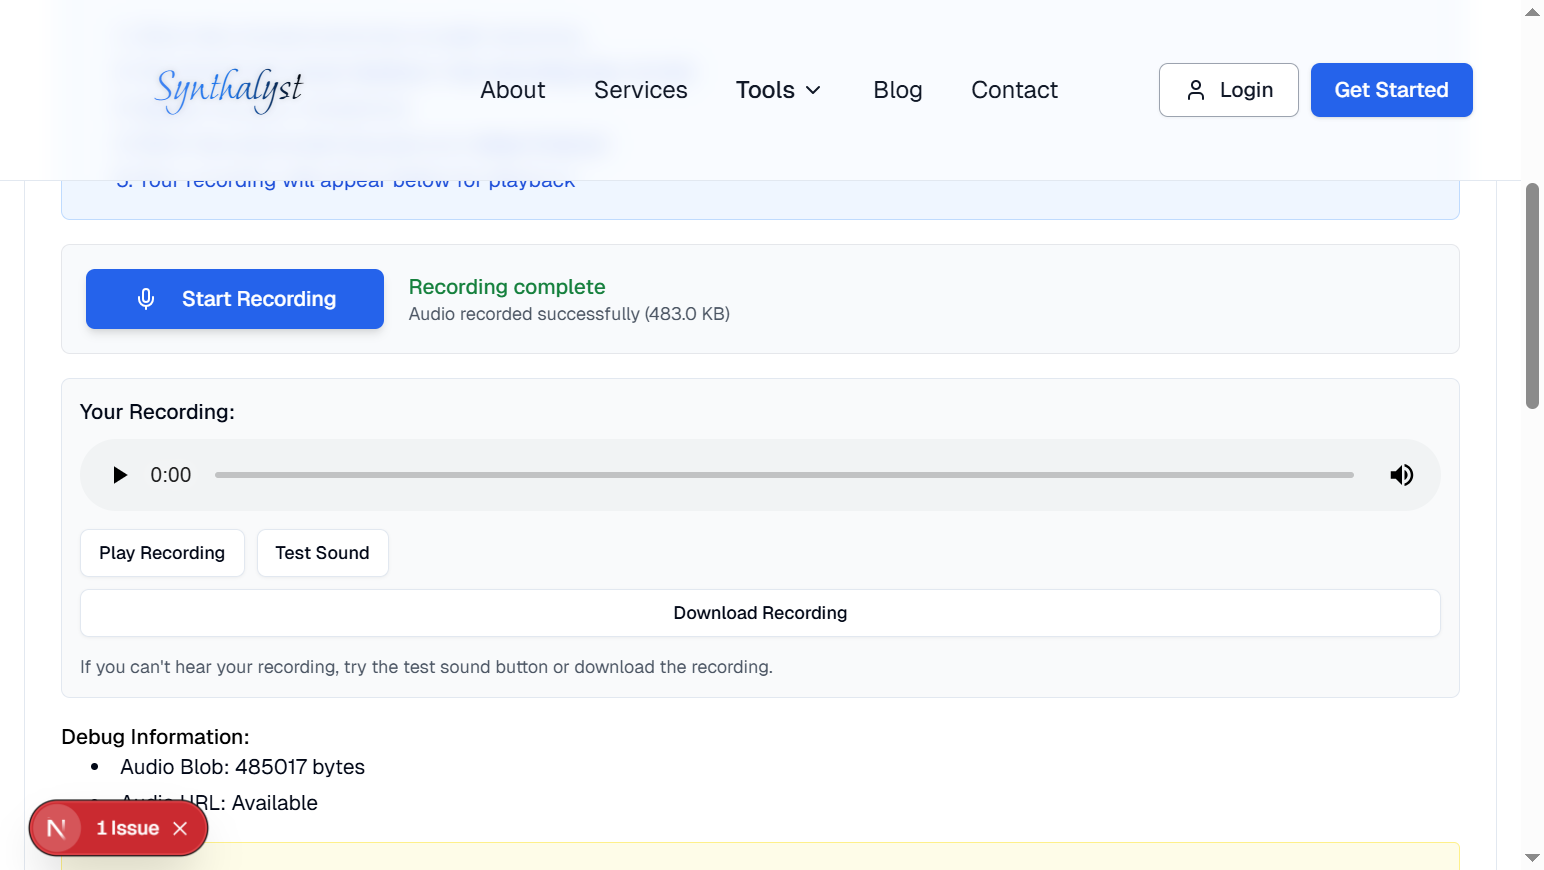 Synthalyst
About
Services
Tools
Blog
Contact
Login
Get Started
5. Your recording will appear below for playback
Start Recording
Recording complete
Audio recorded successfully (483.0 KB)
Your Recording:
0:00
Play Recording
Test Sound
Download Recording
If you can't hear your recording, try the test sound button or download the recording.
Debug Information:
• Audio Blob: 485017 bytes
• Audio URL: Available
N 1 Issue